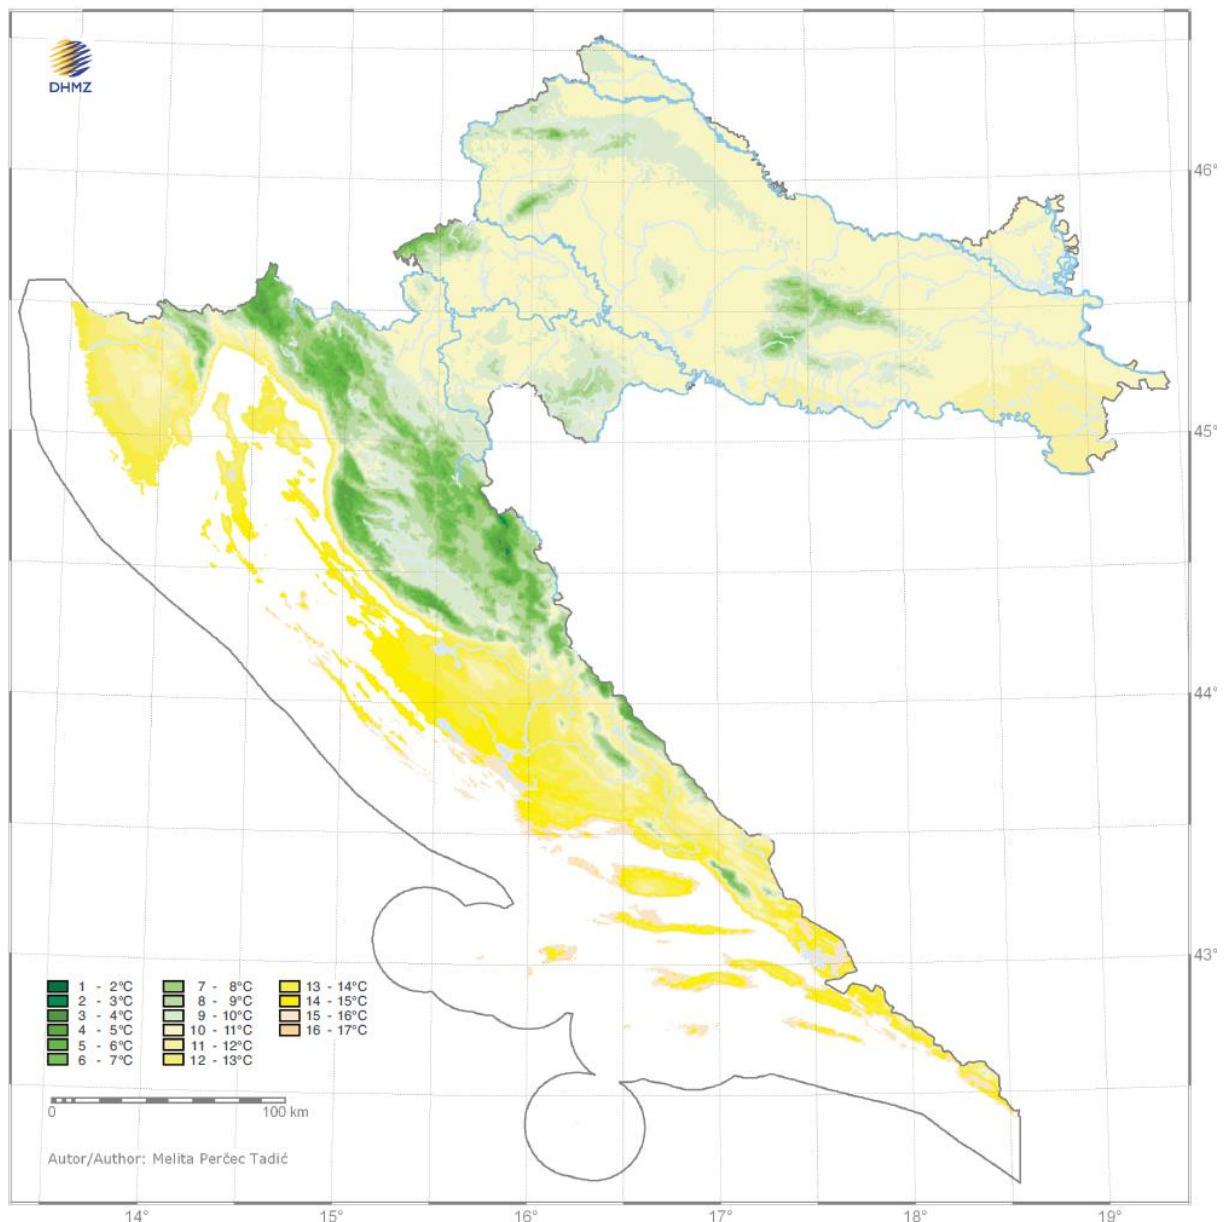 DHMZ
46°
45°
44°
43°
1 - 2°C
2 - 3°C
3 - 4°C
4 - 5°C
5 - 6°C
6 - 7°C
7 - 8°C
8 - 9°C
9 - 10°C
10 - 11°C
11 - 12°C
12 - 13°C
13 - 14°C
14 - 15°C
15 - 16°C
16 - 17°C
0 100 km
Autor/Author: Melita Perčec Tadić
14° 15° 16° 17° 18° 19°